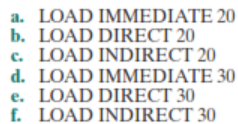 a. LOAD IMMEDIATE 20
b. LOAD DIRECT 20
c. LOAD INDIRECT 20
d. LOAD IMMEDIATE 30
e. LOAD DIRECT 30
f. LOAD INDIRECT 30